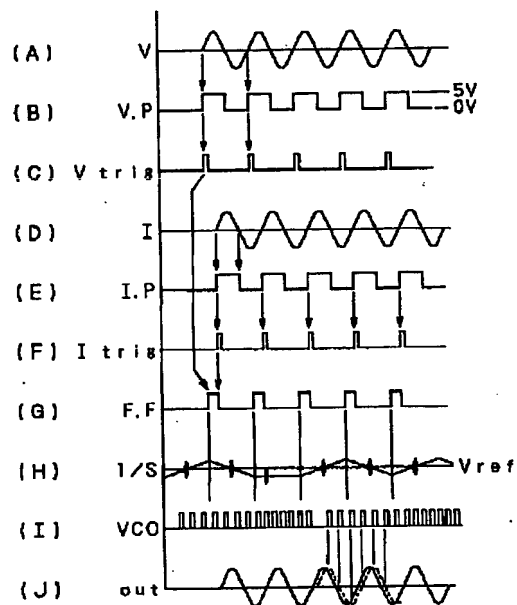 (A) V
(B) V.P 5V 0V
(C) V trig
(D) I
(E) I.P
(F) I trig
(G) F.F
(H) 1/S Vref
(I) VCO
(J) out